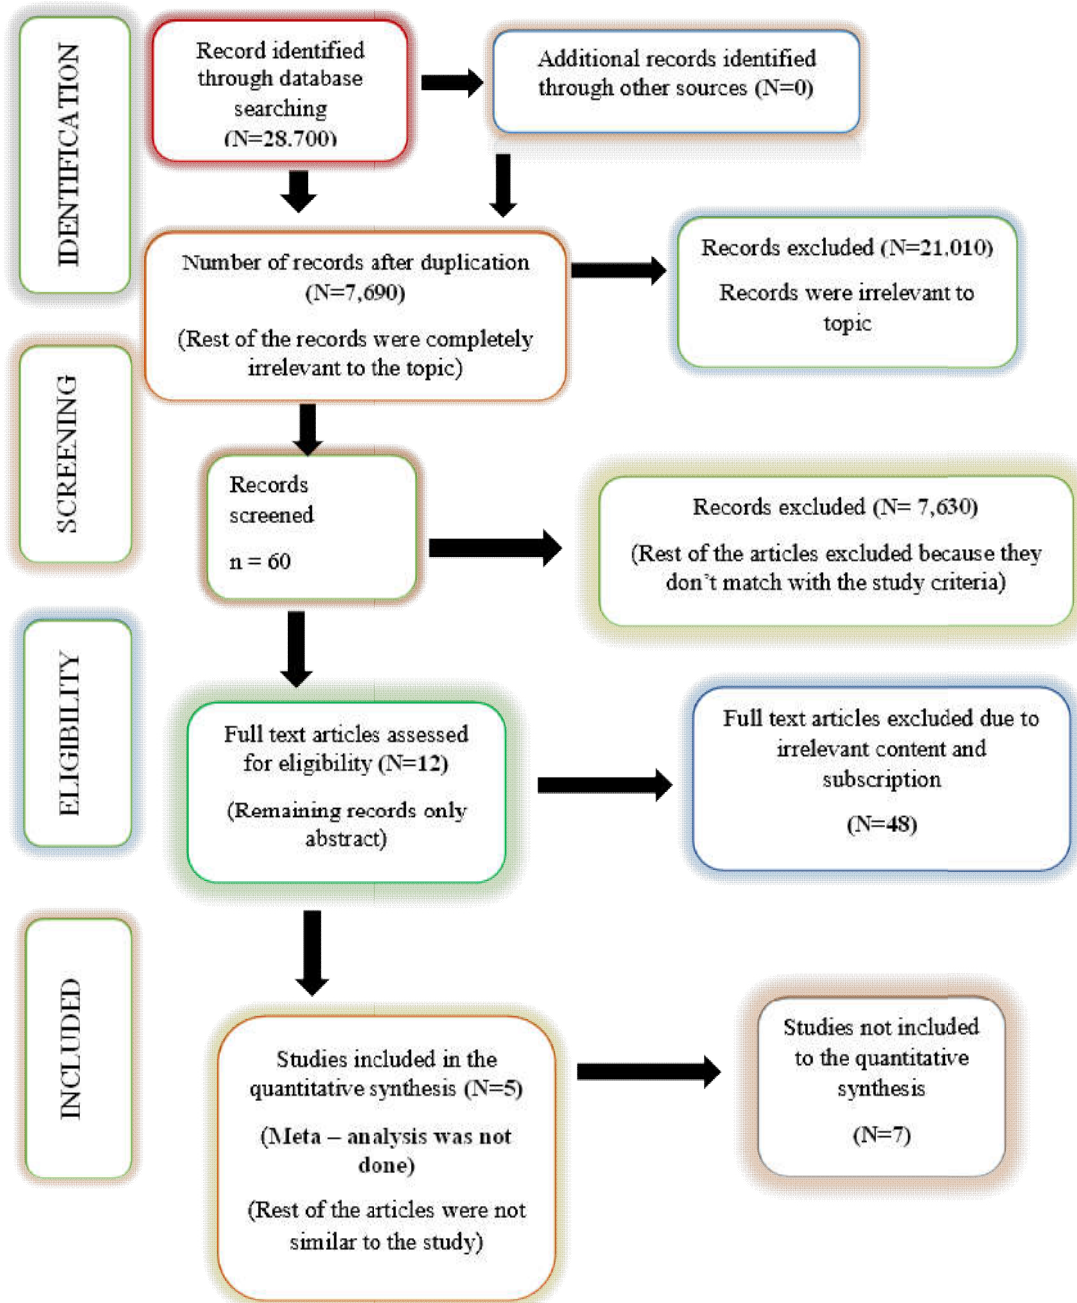 IDENTIFICATION
Record identified
through database
searching
(N=28.700)
Additional records identified
through other sources (N=0)
Number of records after duplication
(N=7,690)
(Rest of the records were completely
irrelevant to the topic)
Records excluded (N=21,010)
Records were irrelevant to
topic
SCREENING
Records
screened
n = 60
Records excluded (N= 7,630)
(Rest of the articles excluded because they
don't match with the study criteria)
ELIGIBILITY
Full text articles assessed
for eligibility (N=12)
(Remaining records only
abstract)
Full text articles excluded due to
irrelevant content and
subscription
(N=48)
INCLUDED
Studies included in the
quantitative synthesis (N=5)
(Meta – analysis was not
done)
(Rest of the articles were not
similar to the study)
Studies not included
to the quantitative
synthesis
(N=7)